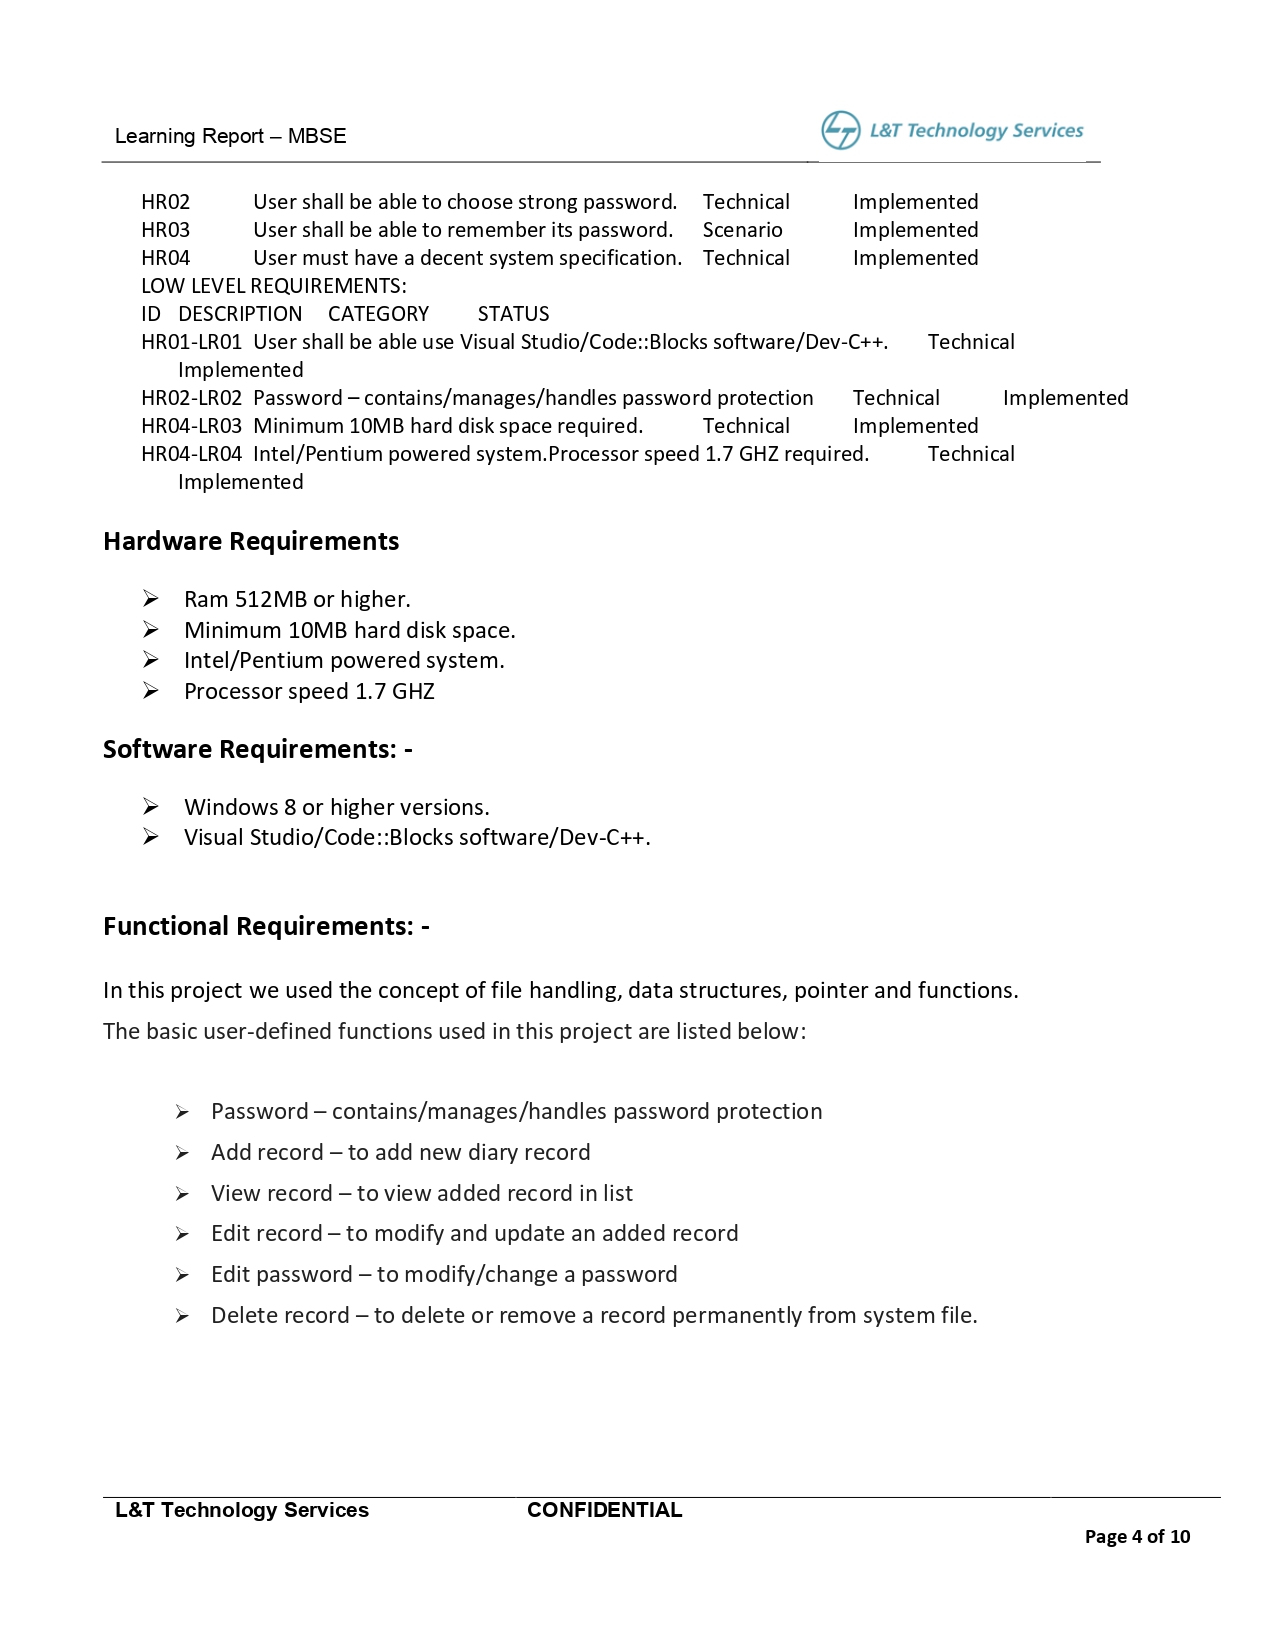 Learning Report – MBSE
L&T Technology Services
HR02 User shall be able to choose strong password. Technical Implemented
HR03 User shall be able to remember its password. Scenario Implemented
HR04 User must have a decent system specification. Technical Implemented
LOW LEVEL REQUIREMENTS:
ID DESCRIPTION CATEGORY STATUS
HR01-LR01 User shall be able use Visual Studio/Code::Blocks software/Dev-C++. Technical
Implemented
HR02-LR02 Password – contains/manages/handles password protection Technical Implemented
HR04-LR03 Minimum 10MB hard disk space required. Technical Implemented
HR04-LR04 Intel/Pentium powered system.Processor speed 1.7 GHZ required. Technical
Implemented
Hardware Requirements
➢ Ram 512MB or higher.
➢ Minimum 10MB hard disk space.
➢ Intel/Pentium powered system.
➢ Processor speed 1.7 GHZ
Software Requirements: -
➢ Windows 8 or higher versions.
➢ Visual Studio/Code::Blocks software/Dev-C++.
Functional Requirements: -
In this project we used the concept of file handling, data structures, pointer and functions.
The basic user-defined functions used in this project are listed below:
➢ Password – contains/manages/handles password protection
➢ Add record – to add new diary record
➢ View record – to view added record in list
➢ Edit record – to modify and update an added record
➢ Edit password – to modify/change a password
➢ Delete record – to delete or remove a record permanently from system file.
L&T Technology Services CONFIDENTIAL
Page 4 of 10